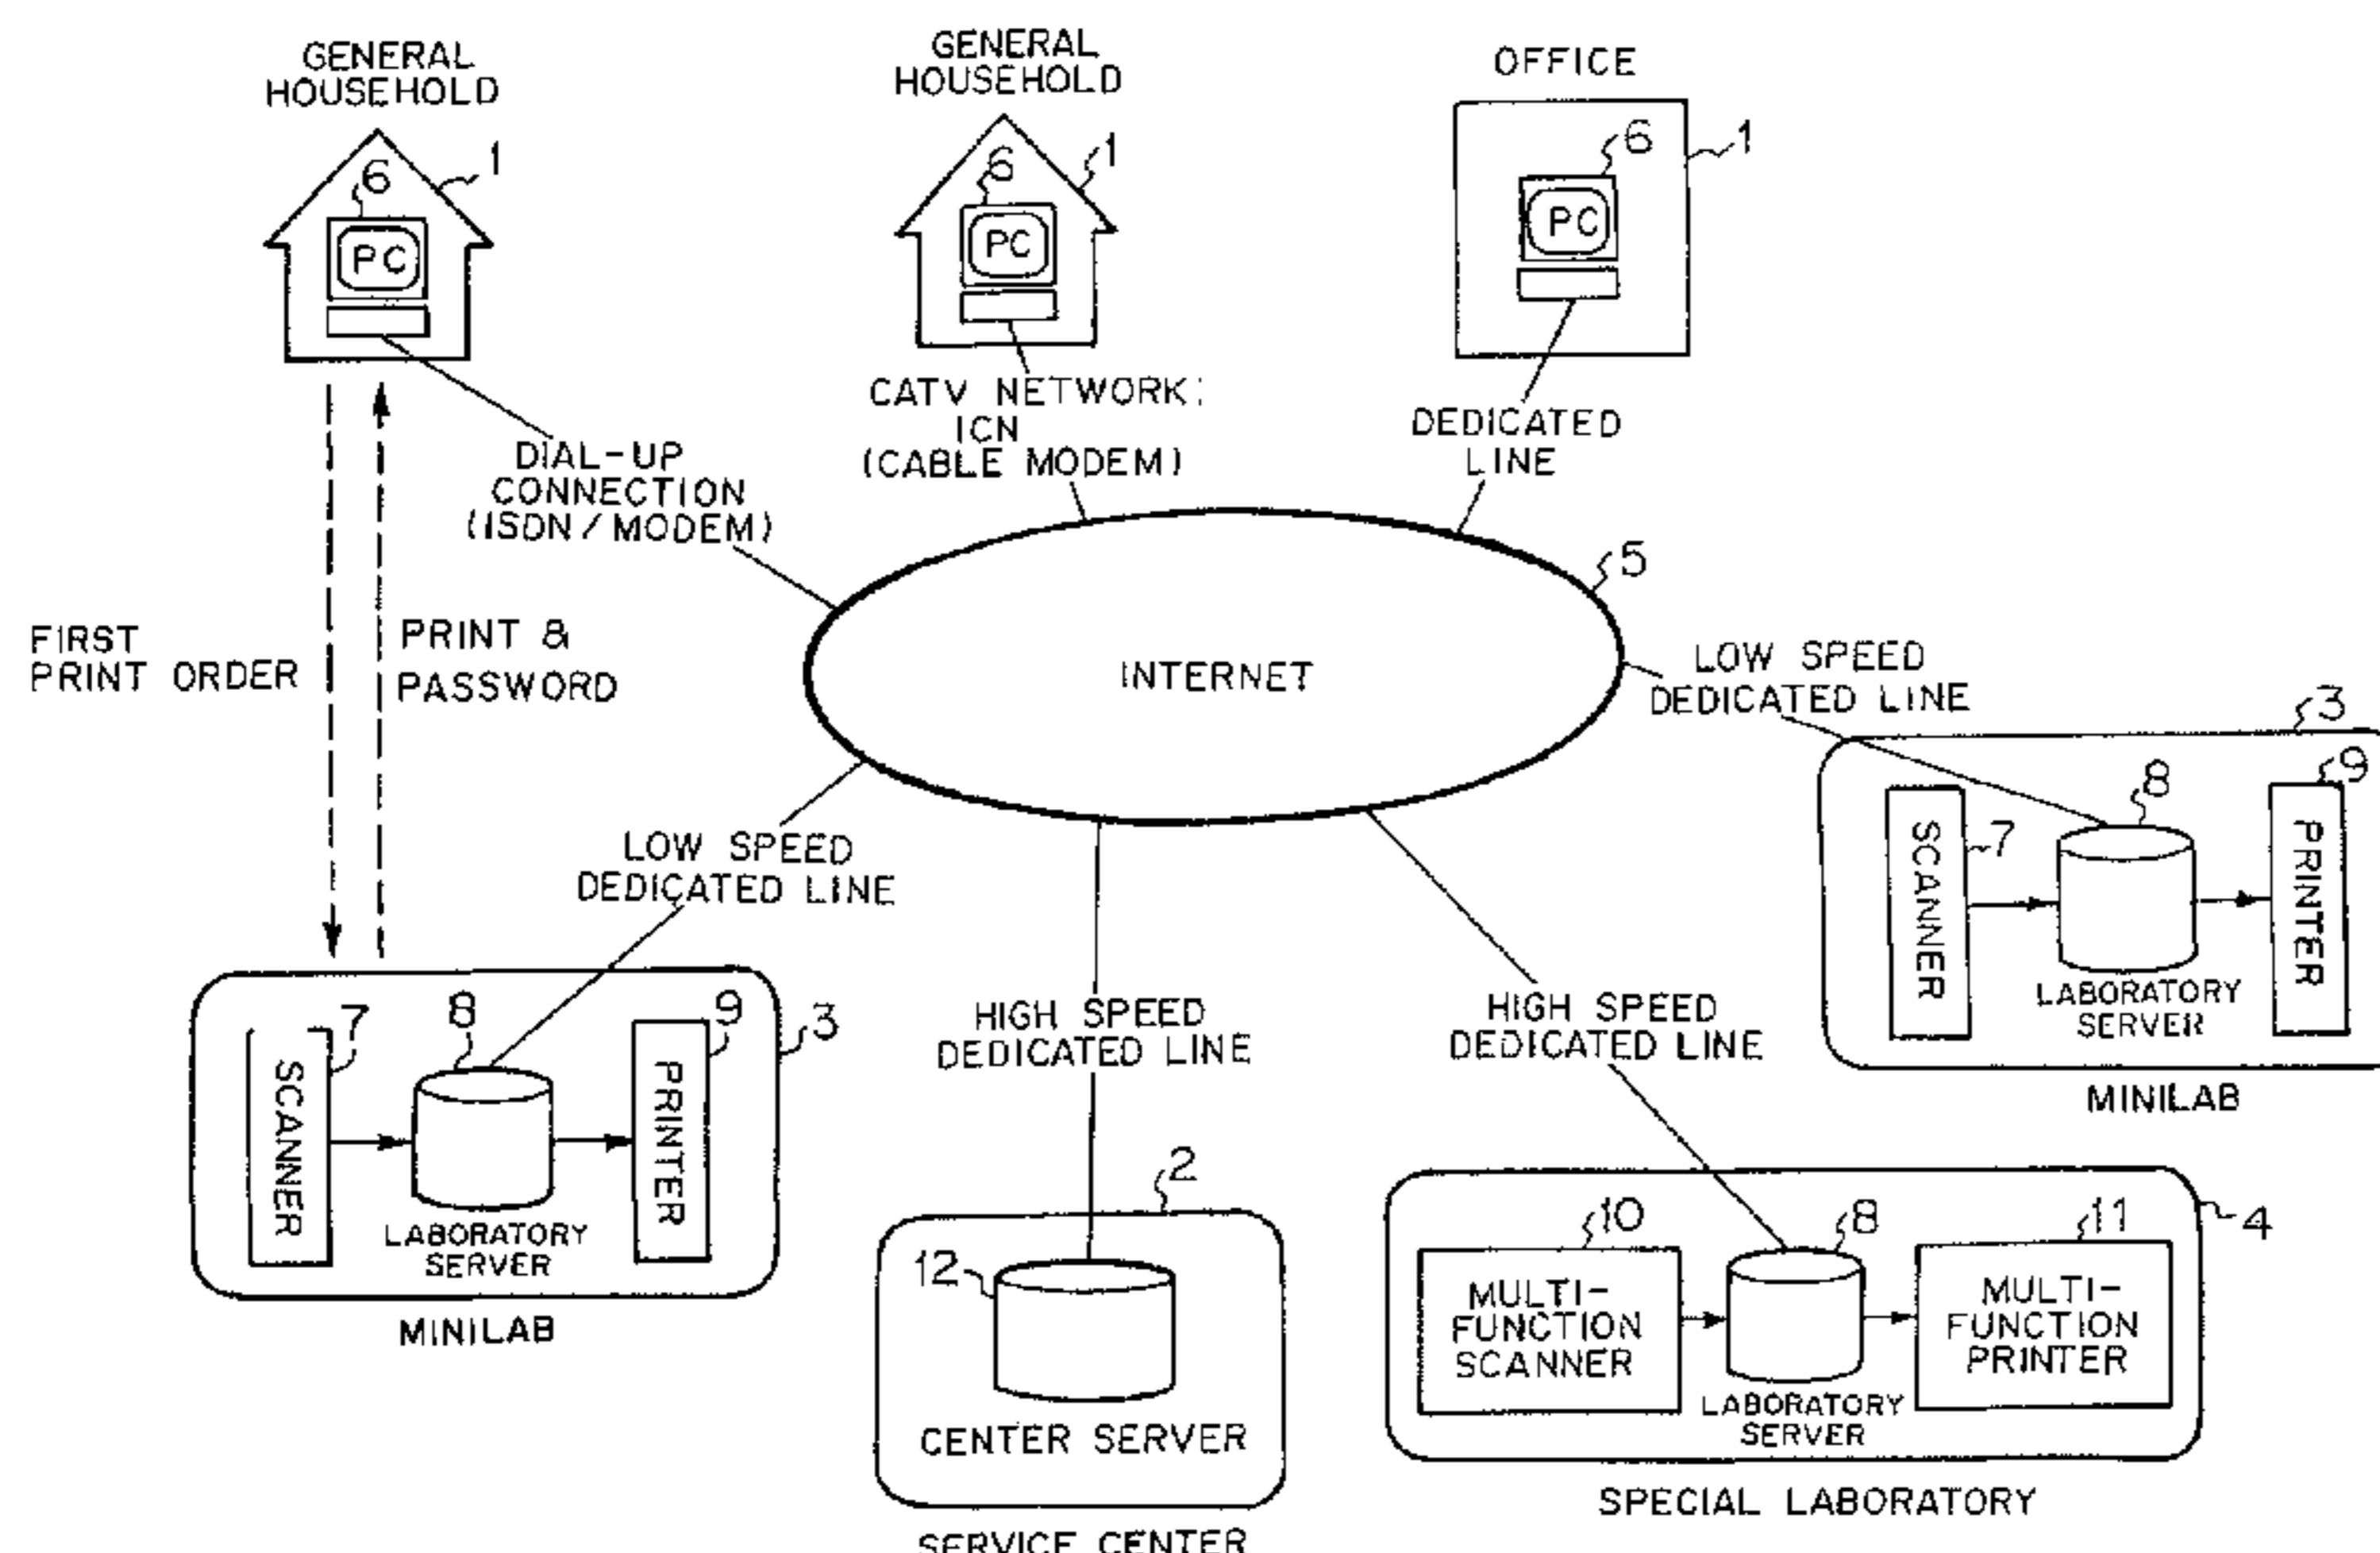 GENERAL
HOUSEHOLD
1
6
PC
GENERAL
HOUSEHOLD
1
6
PC
OFFICE
1
6
PC
CATV NETWORK:
ICN
(CABLE MODEM)
DEDICATED
LINE
DIAL-UP
CONNECTION
(ISDN/MODEM)
FIRST
PRINT ORDER
PRINT &
PASSWORD
INTERNET
5
LOW SPEED
DEDICATED LINE
3
SCANNER
7
8
LABORATORY
SERVER
9
PRINTER
MINILAB
LOW SPEED
DEDICATED LINE
3
SCANNER
7
8
LABORATORY
SERVER
9
PRINTER
MINILAB
HIGH SPEED
DEDICATED LINE
2
12
CENTER SERVER
SERVICE CENTER
HIGH SPEED
DEDICATED LINE
4
10
MULTI-
FUNCTION
SCANNER
8
LABORATORY
SERVER
11
MULTI-
FUNCTION
PRINTER
SPECIAL LABORATORY